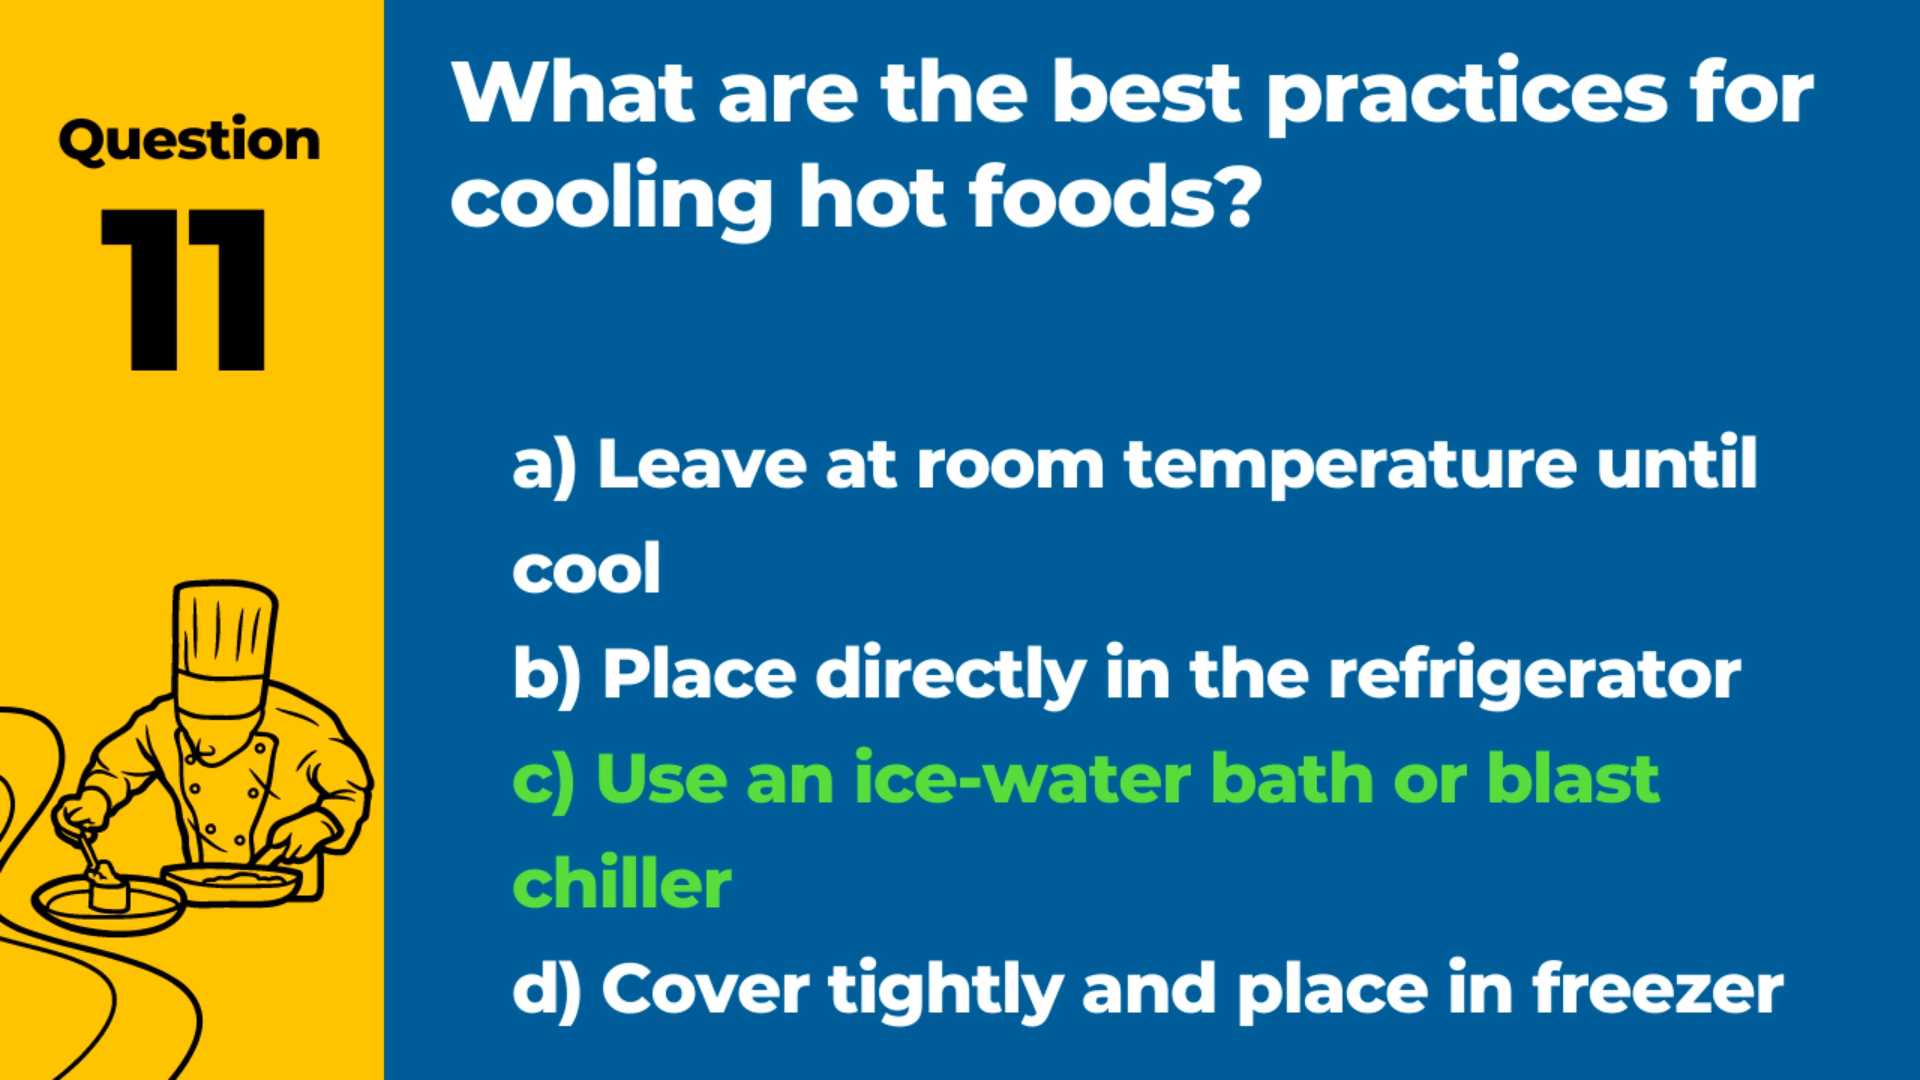 Question
11
What are the best practices for
cooling hot foods?
a) Leave at room temperature until
cool
b) Place directly in the refrigerator
c) Use an ice-water bath or blast
chiller
d) Cover tightly and place in freezer